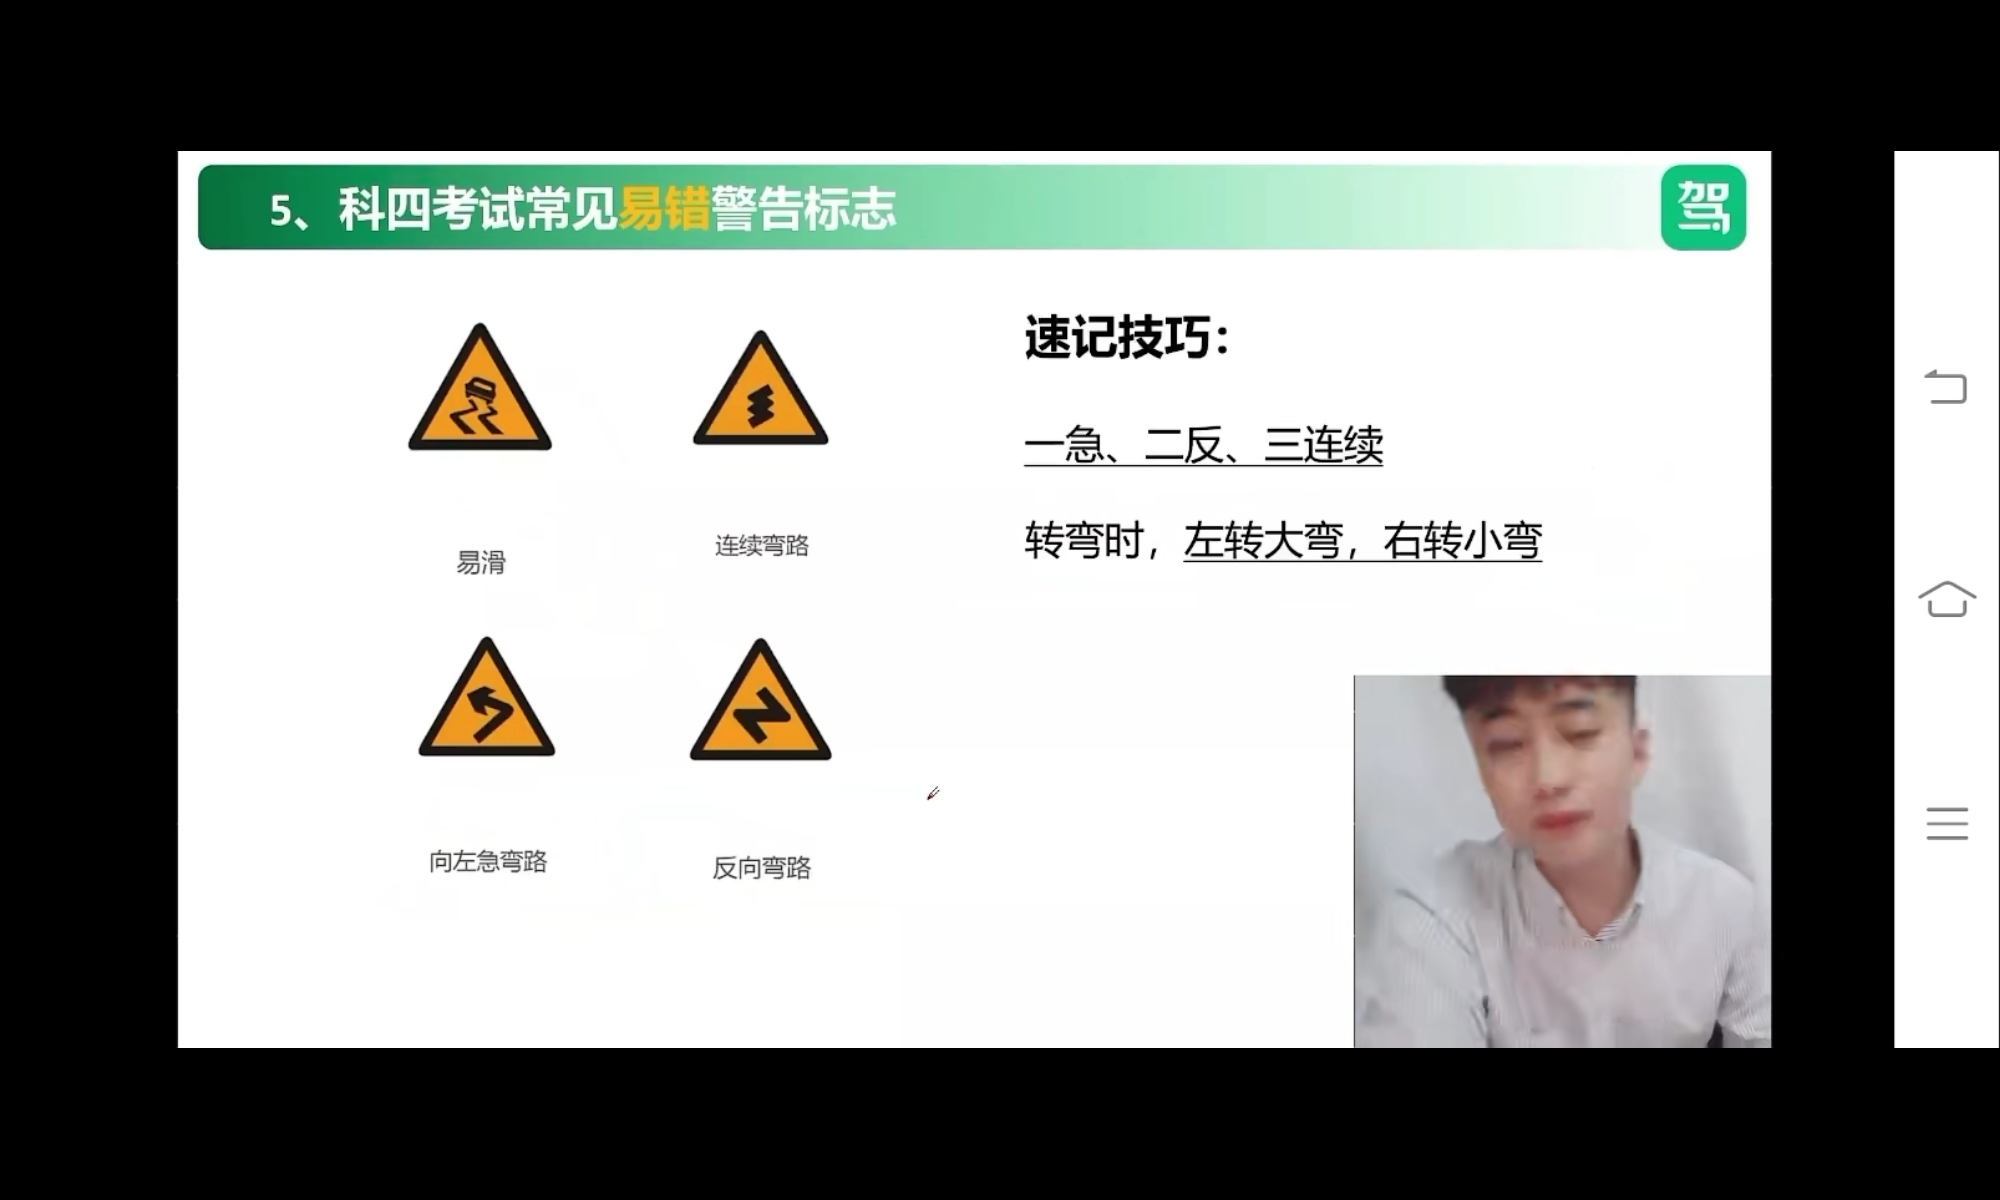 5、科四考试常见易错警告标志
驾
速记技巧：
一急、二反、三连续
转弯时，左转大弯，右转小弯
易滑
连续弯路
向左急弯路
反向弯路